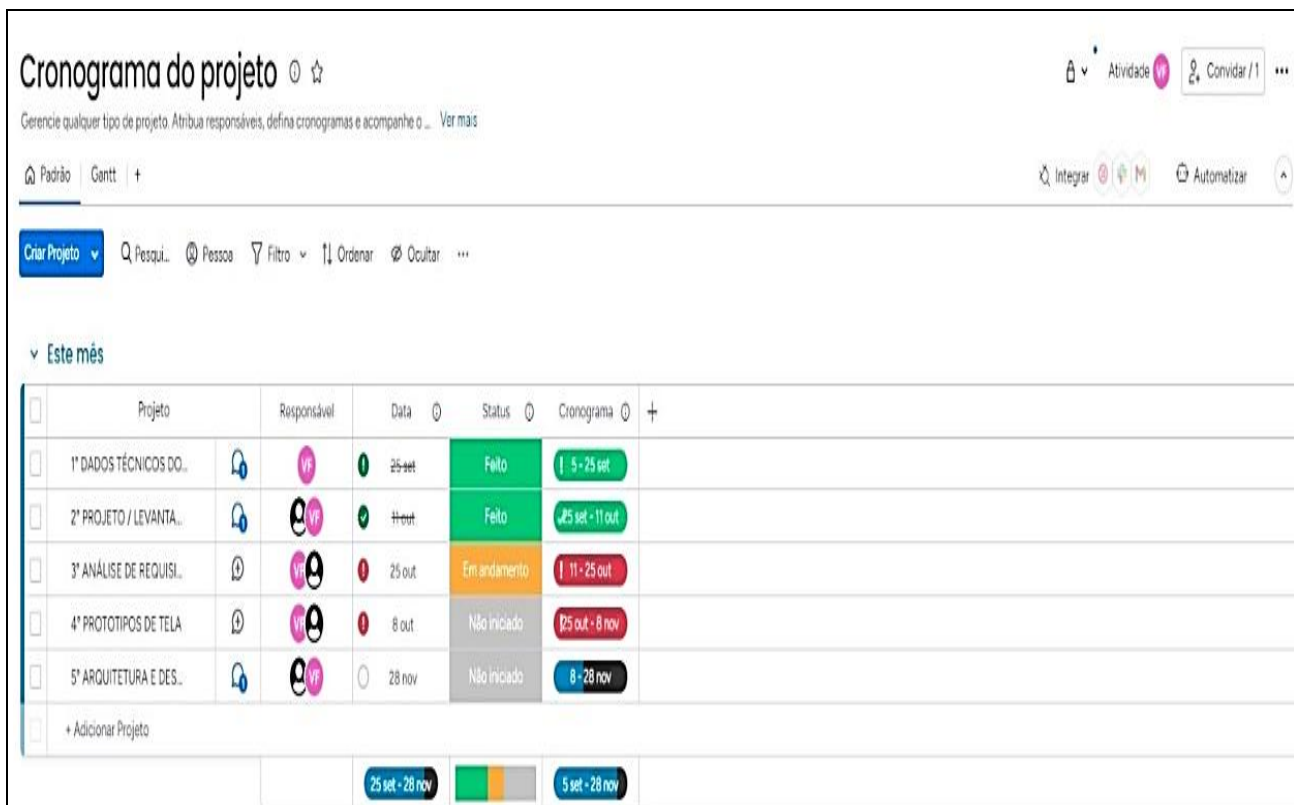 Cronograma do projeto
Atividade VF Convidar / 1
Gerencie qualquer tipo de projeto. Atribua responsáveis, defina cronogramas e acompanhe o ... Ver mais
Padrão Gantt +
Integrar M Automatizar
Criar Projeto Pesqui... Pessoa Filtro Ordenar Ocultar ...
Este mês
Projeto Responsável Data Status Cronograma +
1° DADOS TÉCNICOS DO... VF 25 set Feito ! 5 - 25 set
2° PROJETO / LEVANTA... VF 11 out Feito 25 set - 11 out
3° ANÁLISE DE REQUISI... VF 25 out Em andamento ! 11 - 25 out
4° PROTOTIPOS DE TELA VF 8 out Não iniciado 25 out - 8 nov
5° ARQUITETURA E DES... VF 28 nov Não iniciado 8 - 28 nov
+ Adicionar Projeto
25 set - 28 nov 5 set - 28 nov